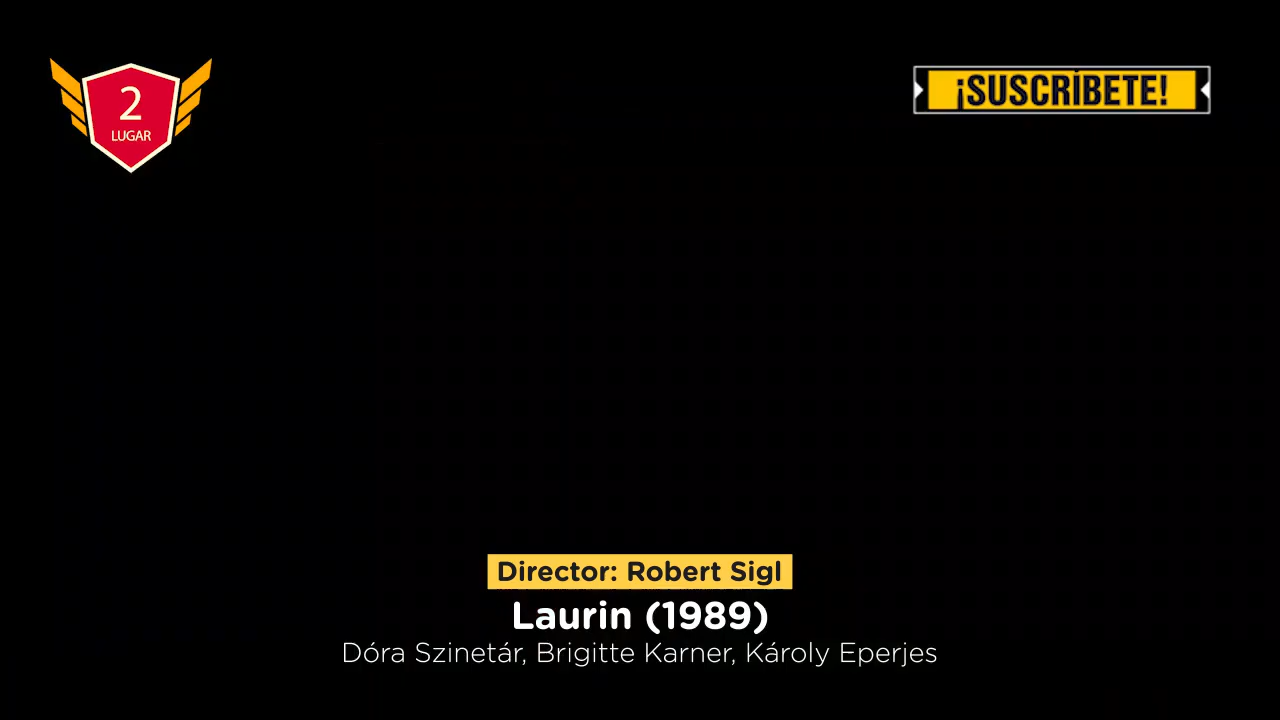 2
LUGAR
¡SUSCRÍBETE!
Director: Robert Sigl
Laurin (1989)
Dóra Szinetár, Brigitte Karner, Károly Eperjes